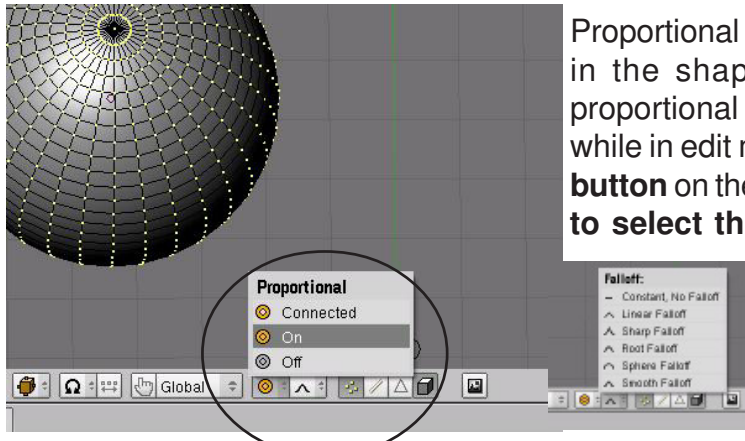 Proportional
in the shap
proportional
while in edit
button on the
to select th
Proportional
Connected
On
Off
Global
Falloff:
Constant, No Falloff
Linear Falloff
Sharp Falloff
Root Falloff
Sphere Falloff
Smooth Falloff